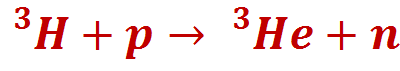 ³H + p → ³He + n